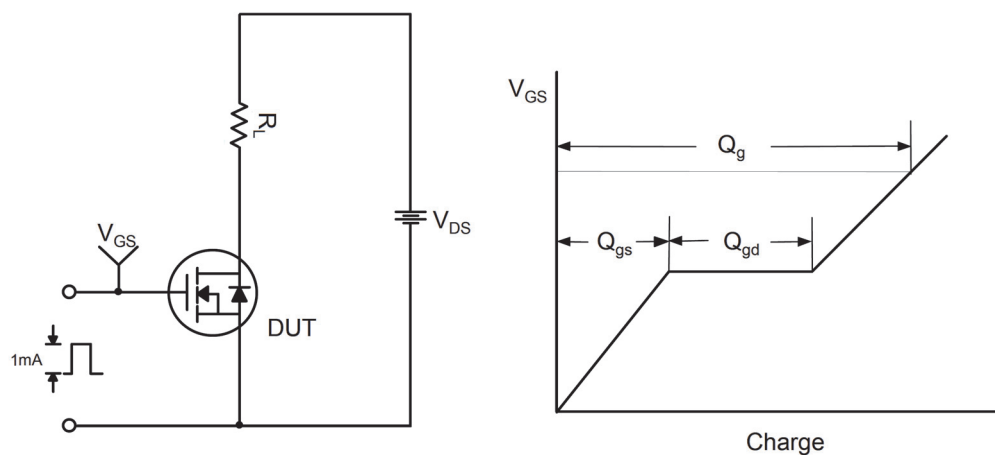 R_L
V_DS
V_GS
DUT
1mA
V_GS
Q_g
Q_gs
Q_gd
Charge